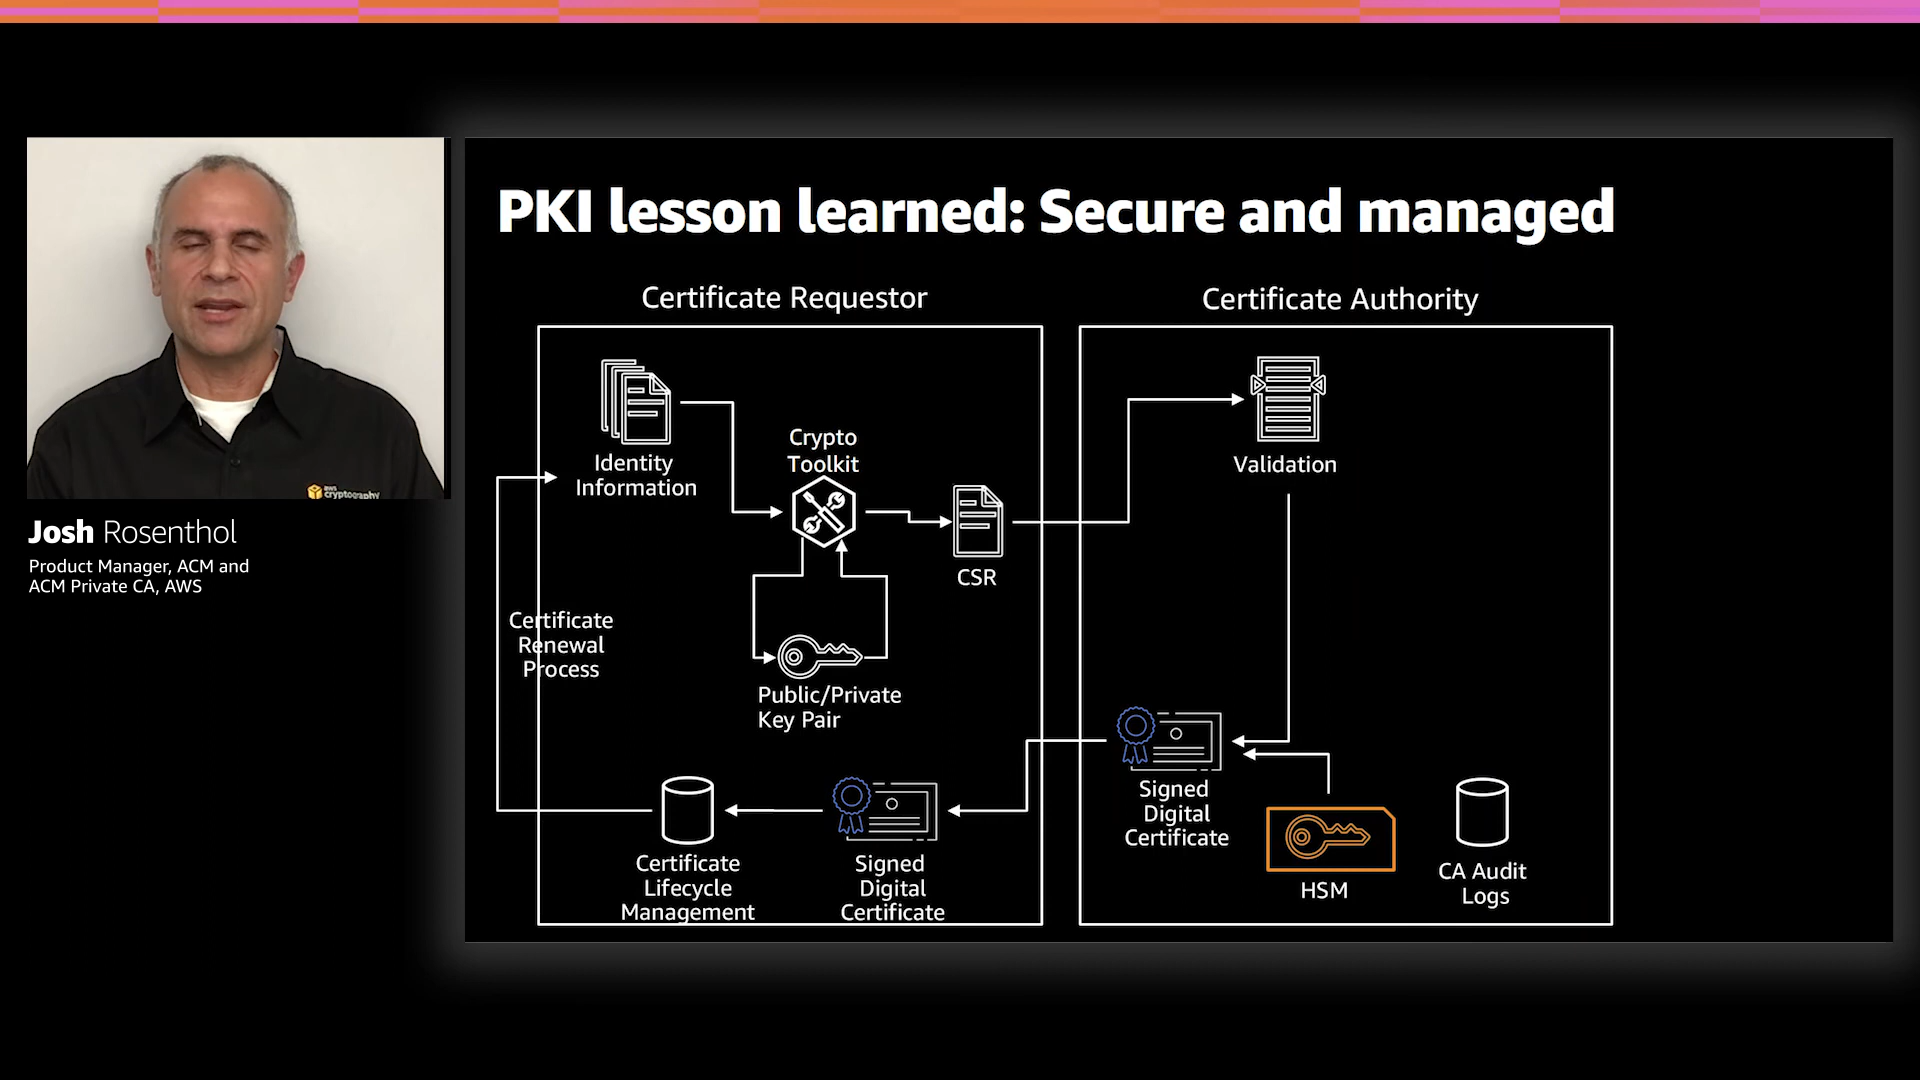 PKI lesson learned: Secure and managed
Certificate Requestor
Certificate Authority
Identity
Information
Crypto
Toolkit
CSR
Validation
Certificate
Renewal
Process
Public/Private
Key Pair
Certificate
Lifecycle
Management
Signed
Digital
Certificate
Signed
Digital
Certificate
HSM
CA Audit
Logs
aws
cryptography
Josh Rosenthol
Product Manager, ACM and
ACM Private CA, AWS